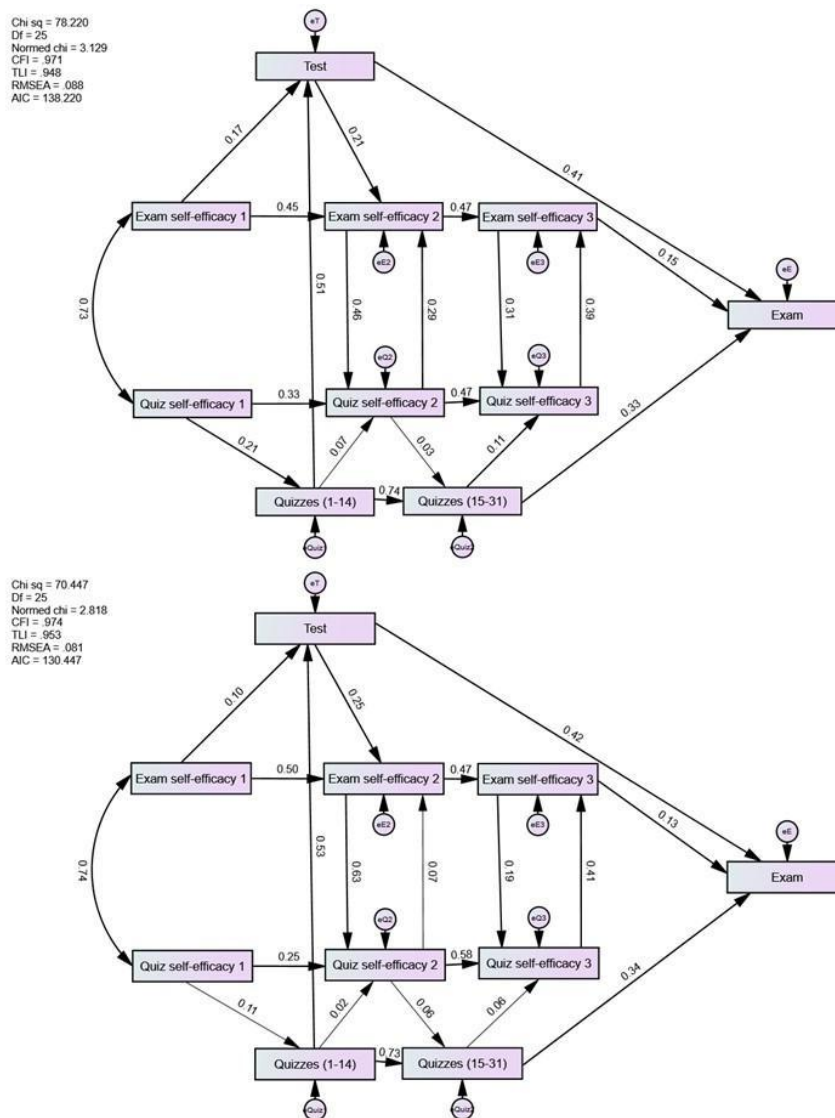 Chi sq = 78.220
Df = 25
Normed chi = 3.129
CFI = .971
TLI = .948
RMSEA = .088
AIC = 138.220
eT
Test
0.17
0.21
0.41
Exam self-efficacy 1
0.45
Exam self-efficacy 2
0.47
Exam self-efficacy 3
eE2
eE3
0.15
eE
0.73
0.51
0.46
0.29
0.31
0.39
Exam
eQ2
eQ3
Quiz self-efficacy 1
0.33
Quiz self-efficacy 2
0.47
Quiz self-efficacy 3
0.21
0.07
0.03
0.11
0.33
Quizzes (1-14)
0.74
Quizzes (15-31)
Chi sq = 70.447
Df = 25
Normed chi = 2.818
CFI = .974
TLI = .953
RMSEA = .081
AIC = 130.447
eT
Test
0.10
0.25
0.42
Exam self-efficacy 1
0.50
Exam self-efficacy 2
0.47
Exam self-efficacy 3
eE2
eE3
0.13
eE
0.74
0.53
0.63
0.07
0.19
0.41
Exam
eQ2
eQ3
Quiz self-efficacy 1
0.25
Quiz self-efficacy 2
0.58
Quiz self-efficacy 3
0.11
0.02
0.06
0.06
0.34
Quizzes (1-14)
0.73
Quizzes (15-31)